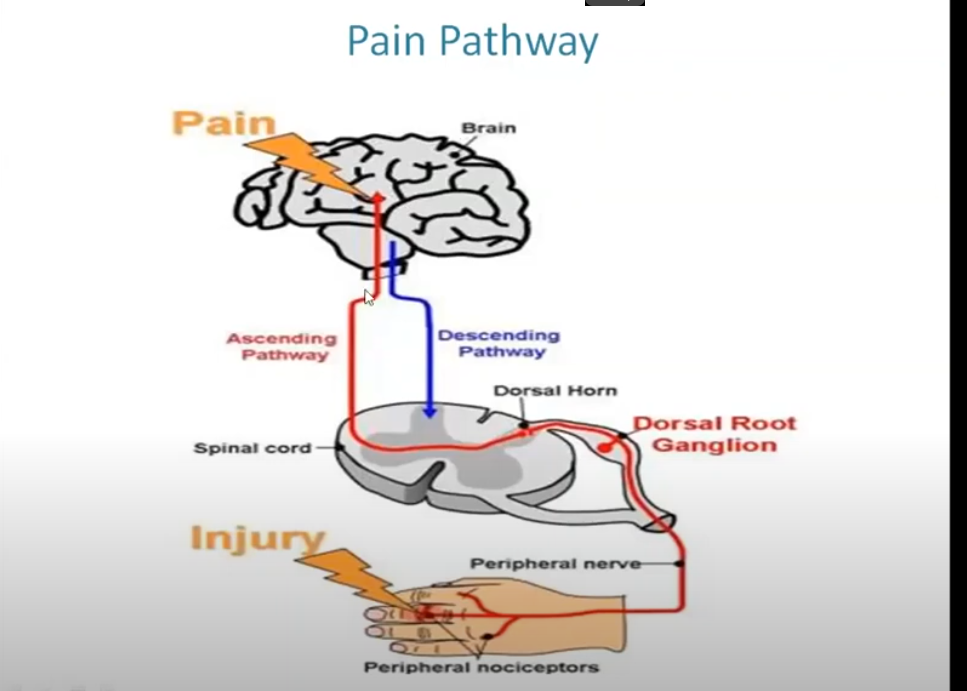 Pain Pathway
Pain
Brain
Ascending
Pathway
Descending
Pathway
Dorsal Horn
Dorsal Root
Ganglion
Spinal cord
Injury
Peripheral nerve
Peripheral nociceptors